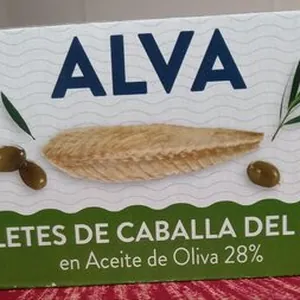 ALVA
LETES DE CABALLA DEL
en Aceite de Oliva 28%